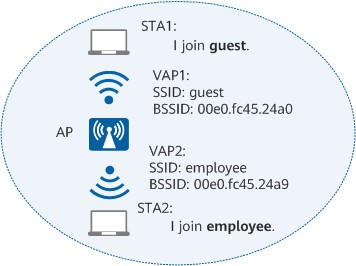 STA1:
I join guest.
VAP1:
SSID: guest
BSSID: 00e0.fc45.24a0
AP
VAP2:
SSID: employee
BSSID: 00e0.fc45.24a9
STA2:
I join employee.